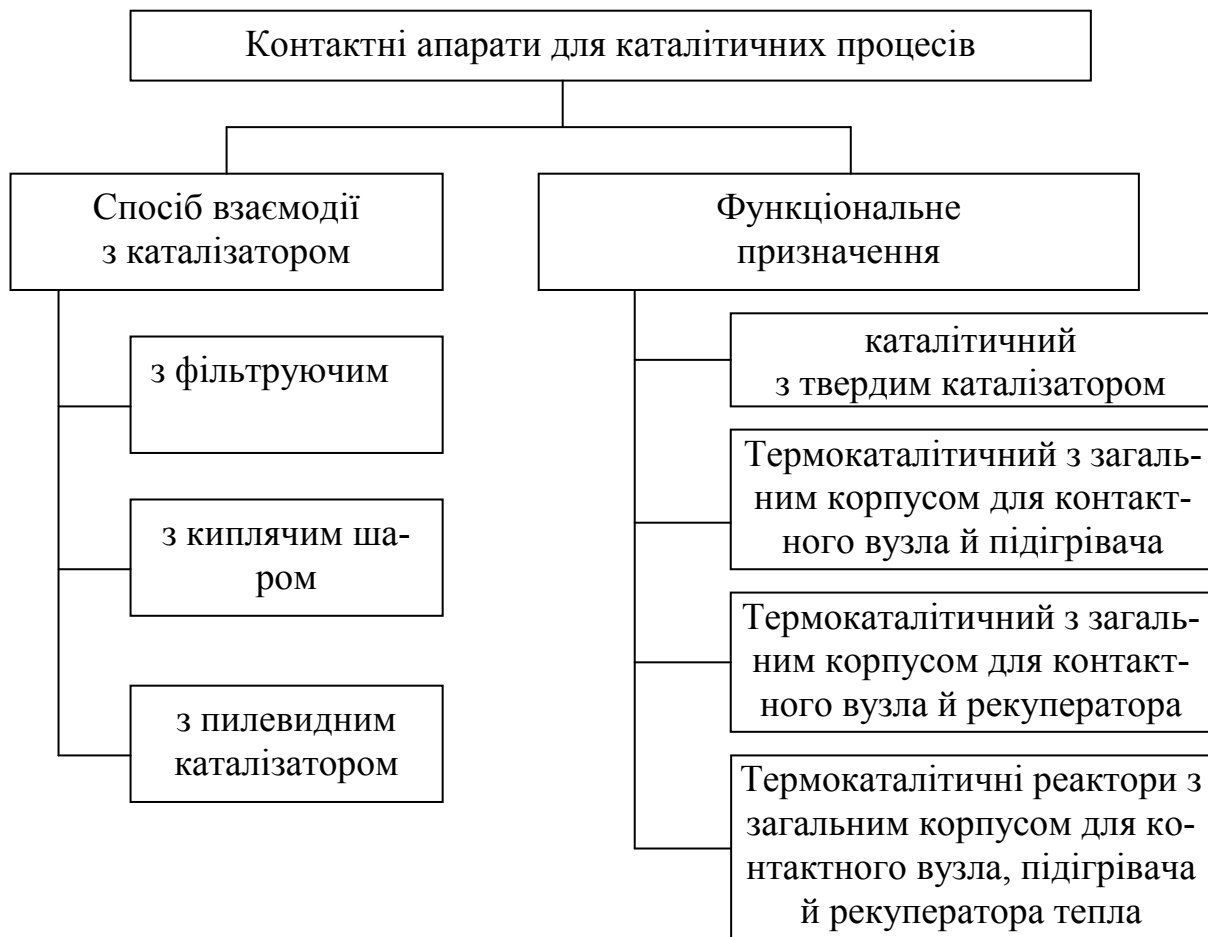 Контактні апарати для каталітичних процесів
Спосіб взаємодії
з каталізатором
з фільтруючим
з киплячим ша-
ром
з пилевидним
каталізатором
Функціональне
призначення
каталітичний
з твердим каталізатором
Термокаталітичний з загаль-
ним корпусом для контакт-
ного вузла й підігрівача
Термокаталітичний з загаль-
ним корпусом для контакт-
ного вузла й рекуператора
Термокаталітичні реактори з
загальним корпусом для ко-
нтактного вузла, підігрівача
й рекуператора тепла